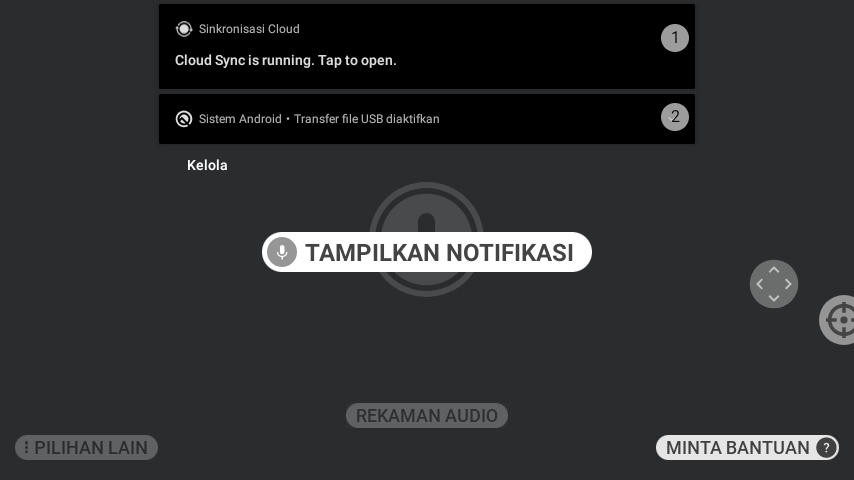 Sinkronisasi Cloud
1
Cloud Sync is running. Tap to open.
Sistem Android • Transfer file USB diaktifkan
2
Kelola
TAMPILKAN NOTIFIKASI
REKAMAN AUDIO
PILIHAN LAIN
MINTA BANTUAN ?